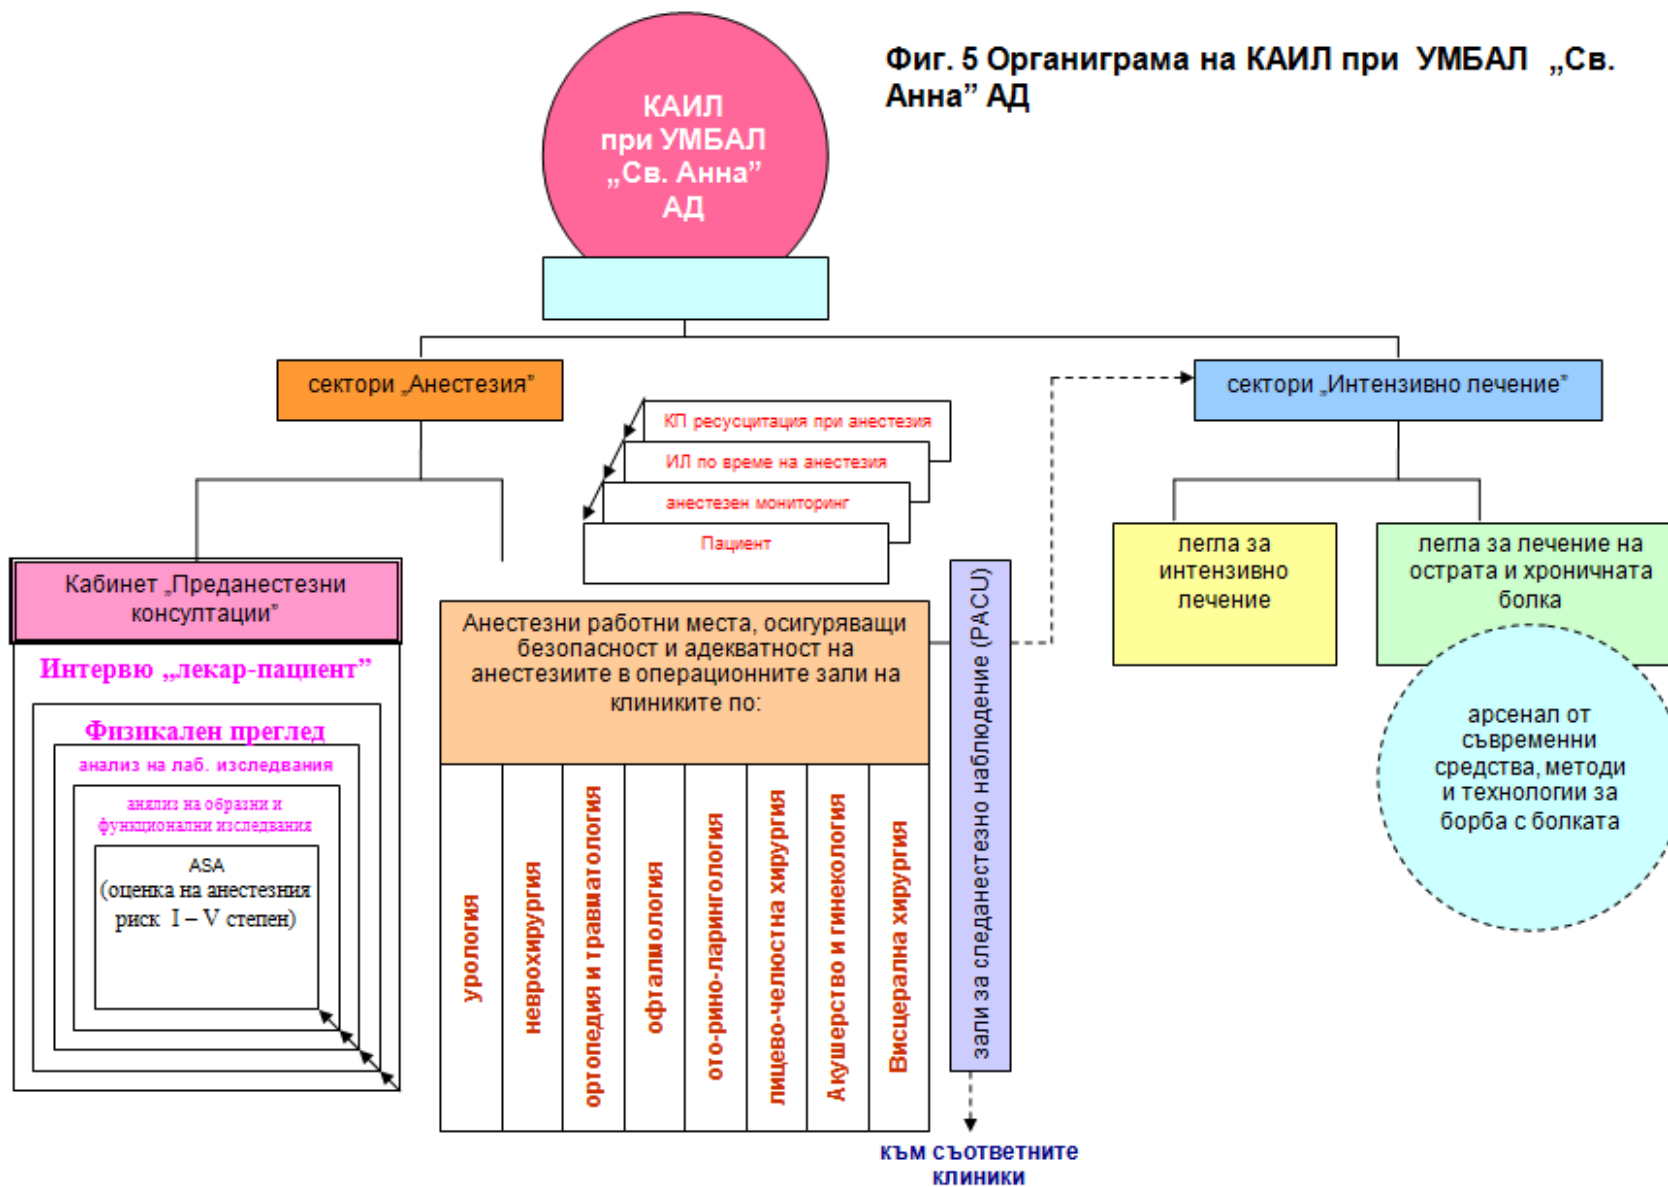 Фиг. 5 Органиграма на КАИЛ при УМБАЛ „Св.
Анна” АД
КАИЛ
при УМБАЛ
„Св. Анна”
АД
сектори „Анестезия”
сектори „Интензивно лечение”
КП ресусцитация при анестезия
ИЛ по време на анестезия
анестезен мониторинг
Пациент
Кабинет „Преданестезни
консултации”
Интервю „лекар-пациент”
Физикален преглед
анализ на лаб. изследвания
анялиз на образни и
функционални изследвания
ASA
(оценка на анестезния
риск I – V степен)
Анестезни работни места, осигуряващи
безопасност и адекватност на
анестезиите в операционните зали на
клиниките по:
урология
неврохирургия
ортопедия и травматология
офталмология
ото-рино-ларингология
лицево-челюстна хирургия
Акушерство и гинекология
Висцерална хирургия
зали за следанестезно наблюдение (PACU)
към съответните
клиники
легла за
интензивно
лечение
легла за лечение на
острата и хроничната
болка
арсенал от
съвременни
средства, методи
и технологии за
борба с болката